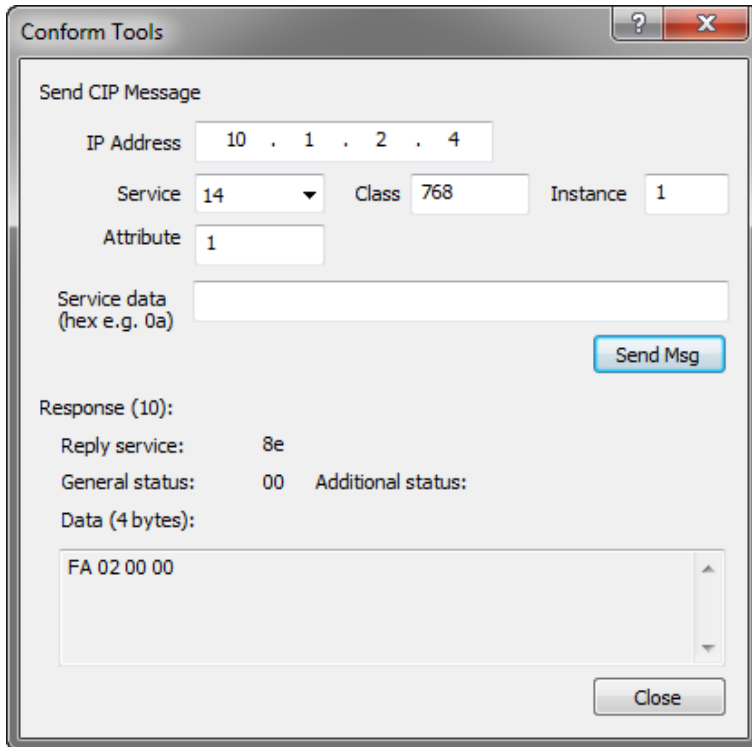 Conform Tools
?
X
Send CIP Message
IP Address 10 . 1 . 2 . 4
Service 14 Class 768 Instance 1
Attribute 1
Service data
(hex e.g. 0a)
Send Msg
Response (10):
Reply service: 8e
General status: 00 Additional status:
Data (4 bytes):
FA 02 00 00
Close